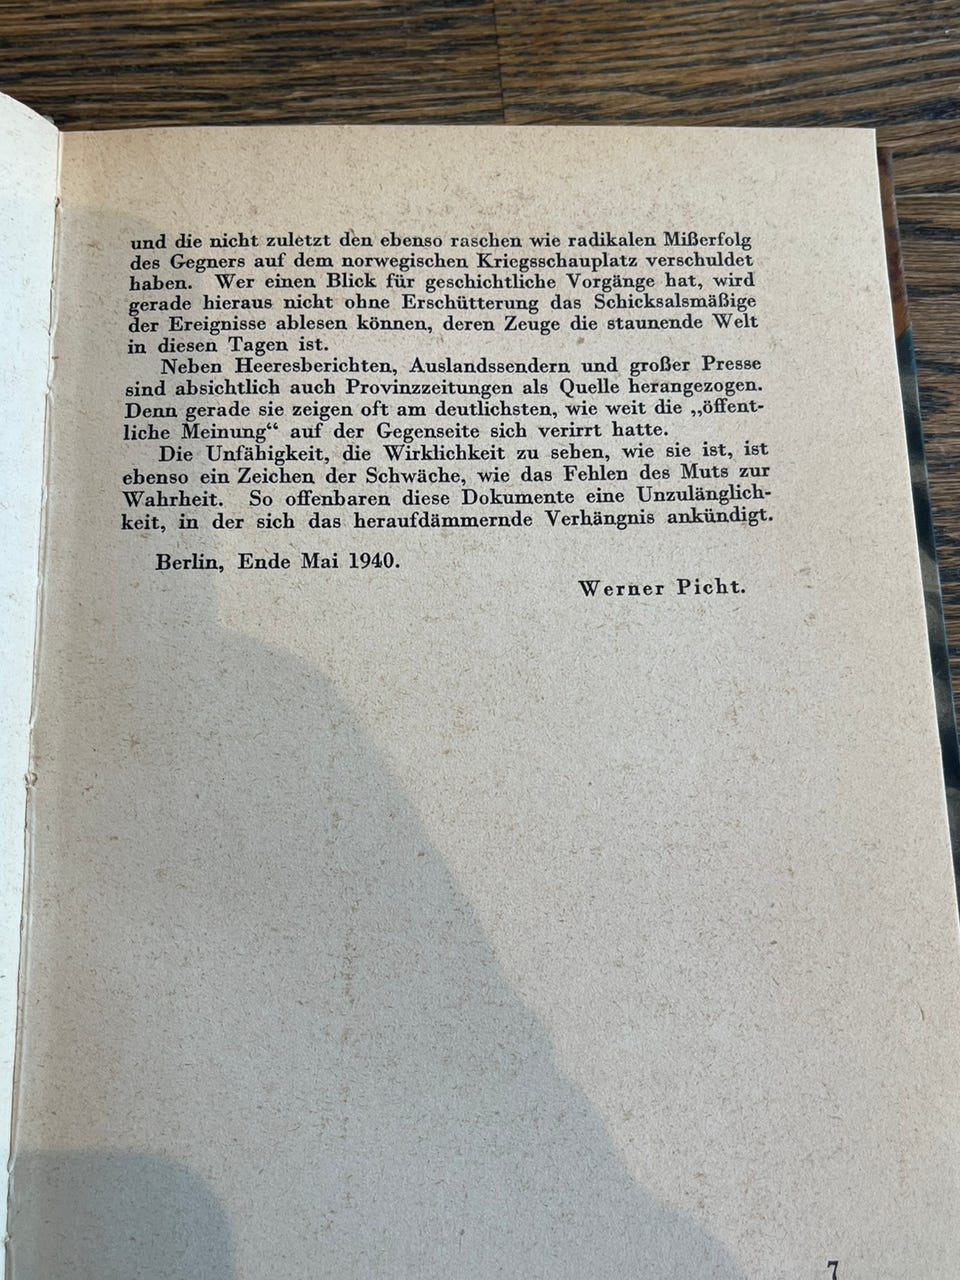 und die nicht zuletzt den ebenso raschen wie radikalen Mißerfolg
des Gegners auf dem norwegischen Kriegsschauplatz verschuldet
haben. Wer einen Blick für geschichtliche Vorgänge hat, wird
gerade hieraus nicht ohne Erschütterung das Schicksalsmäßige
der Ereignisse ablesen können, deren Zeuge die staunende Welt
in diesen Tagen ist.
Neben Heeresberichten, Auslandssendern und großer Presse
sind absichtlich auch Provinzzeitungen als Quelle herangezogen.
Denn gerade sie zeigen oft am deutlichsten, wie weit die „öffent-
liche Meinung“ auf der Gegenseite sich verirrt hatte.
Die Unfähigkeit, die Wirklichkeit zu sehen, wie sie ist, ist
ebenso ein Zeichen der Schwäche, wie das Fehlen des Muts zur
Wahrheit. So offenbaren diese Dokumente eine Unzulänglich-
keit, in der sich das heraufdämmernde Verhängnis ankündigt.
Berlin, Ende Mai 1940.
Werner Picht.
7